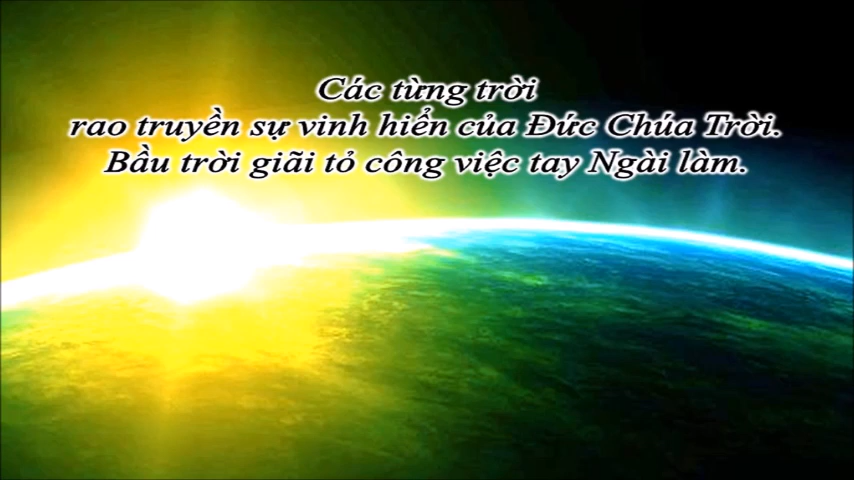 Các từng trời
rao truyền sự vinh hiển của Đức Chúa Trời.
Bầu trời giãi tỏ công việc tay Ngài làm.